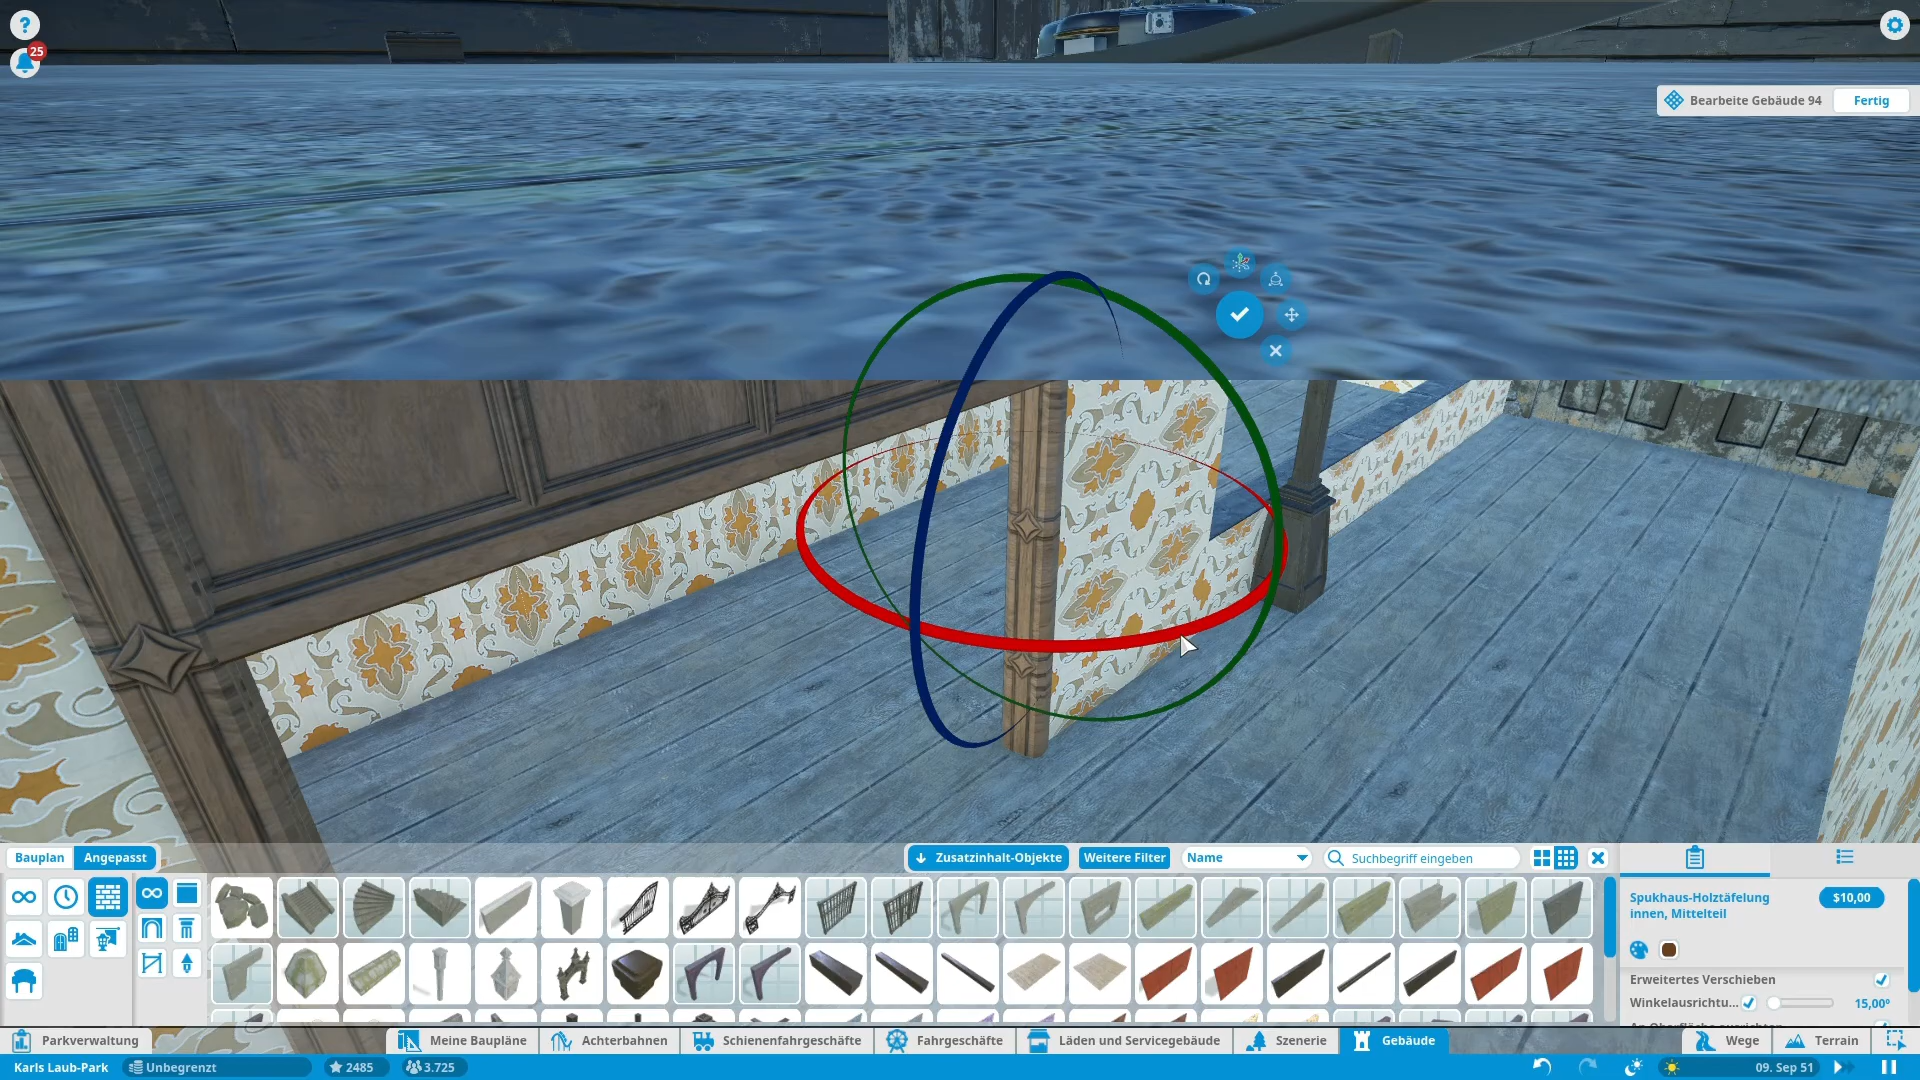 ?
25
Bearbeite Gebäude 94
Fertig
Bauplan
Angepasst
Zusatzinhalt-Objekte
Weitere Filter
Name
Suchbegriff eingeben
Spukhaus-Holztäfelung
innen, Mittelteil
$10,00
Erweitertes Verschieben
Winkelausrichtu...
15,00°
Parkverwaltung
Meine Baupläne
Achterbahnen
Schienenfahrgeschäfte
Fahrgeschäfte
Läden und Servicegebäude
Szenerie
Gebäude
Wege
Terrain
Karls Laub-Park
Unbegrenzt
2485
3.725
09. Sep 51